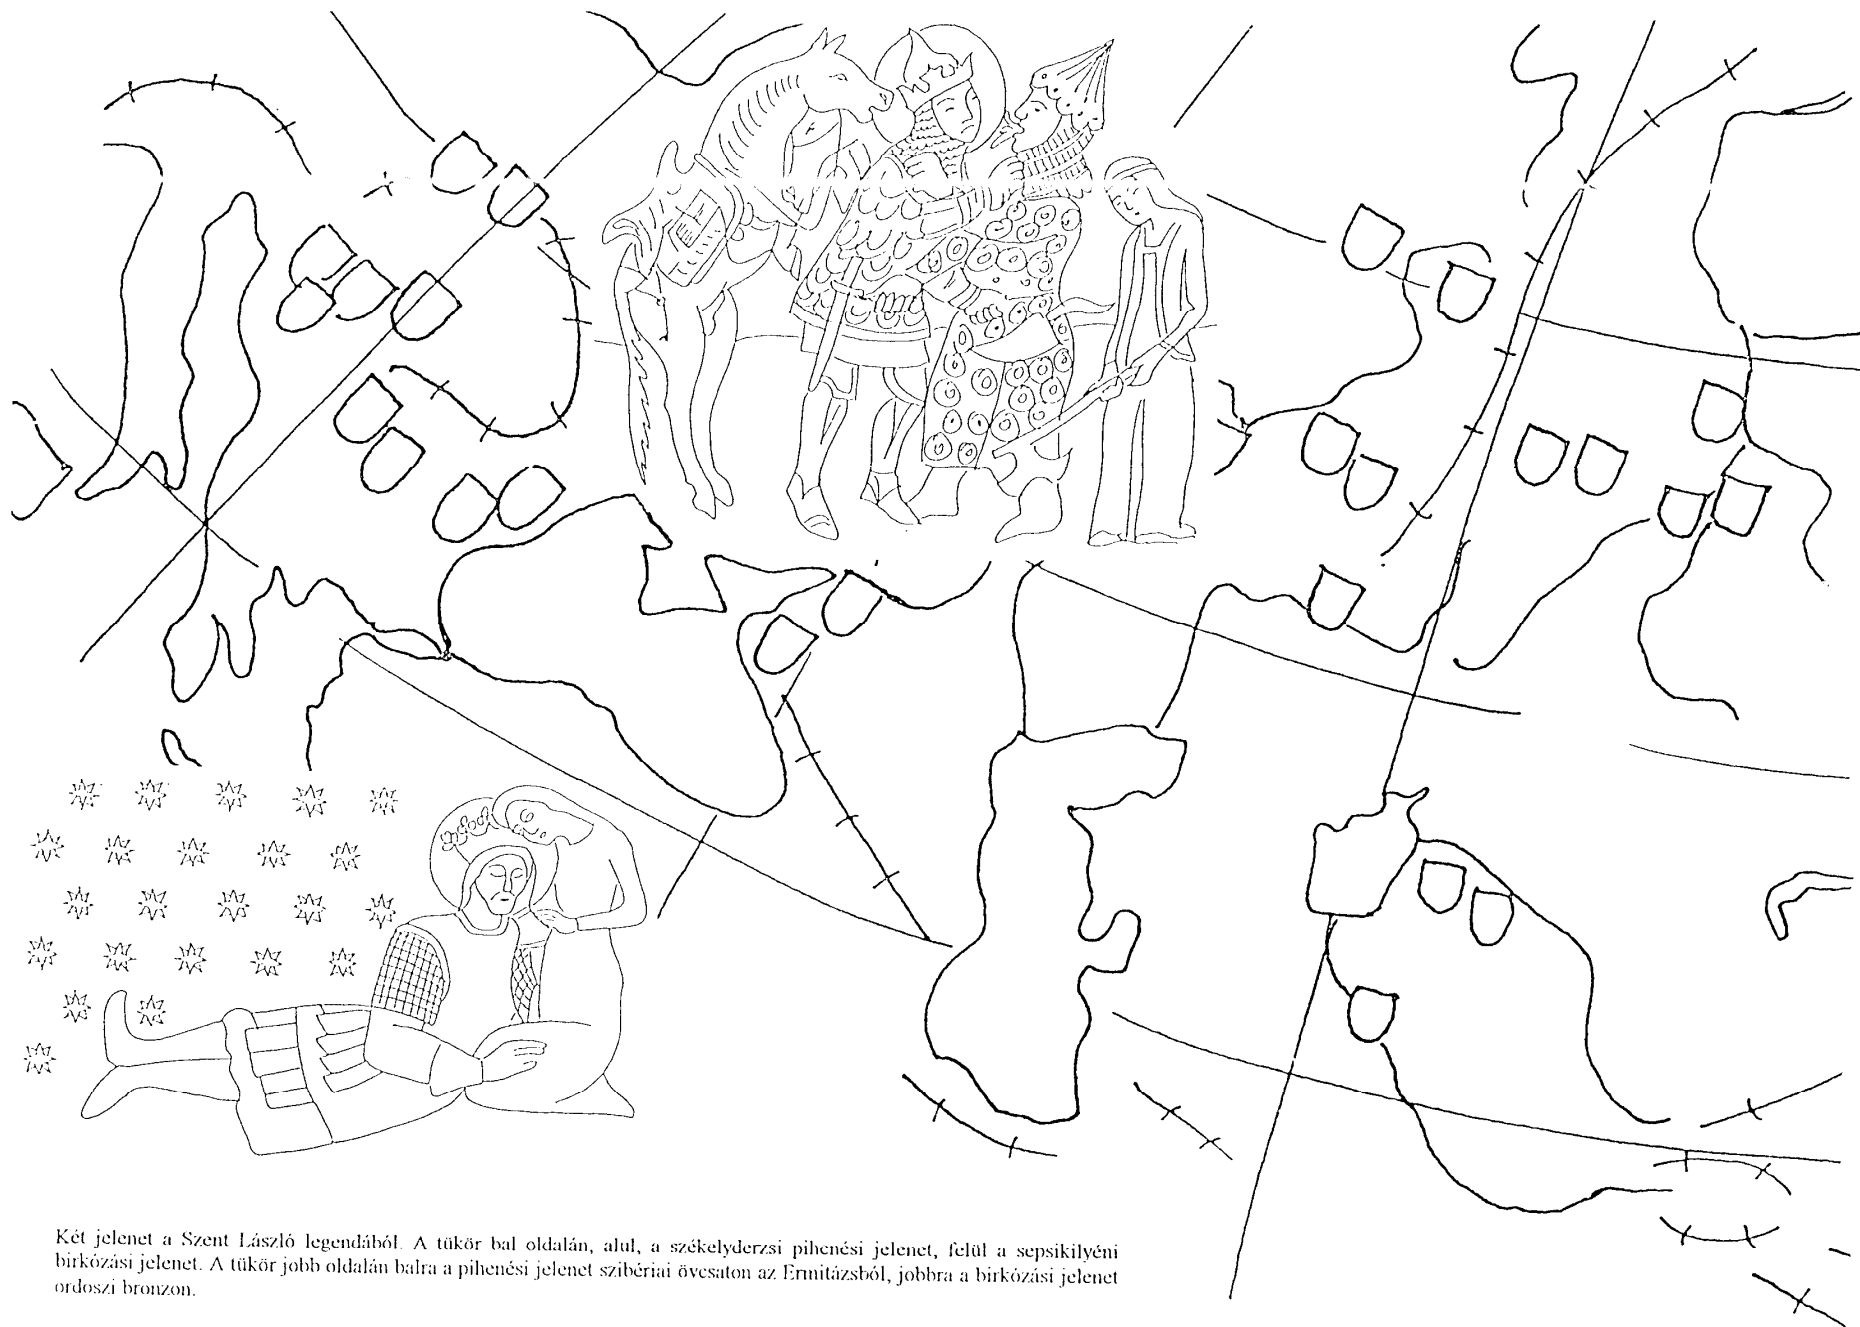 Két jelenet a Szent László legendából. A tükör bal oldalán, alul, a székelyderzsi pihenési jelenet, felül a sepsikilyéni
birkózási jelenet. A tükör jobb oldalán balra a pihenési jelenet szibériai övcsaton az Ermitázsból, jobbra a birkózási jelenet
ordoszi bronzon.